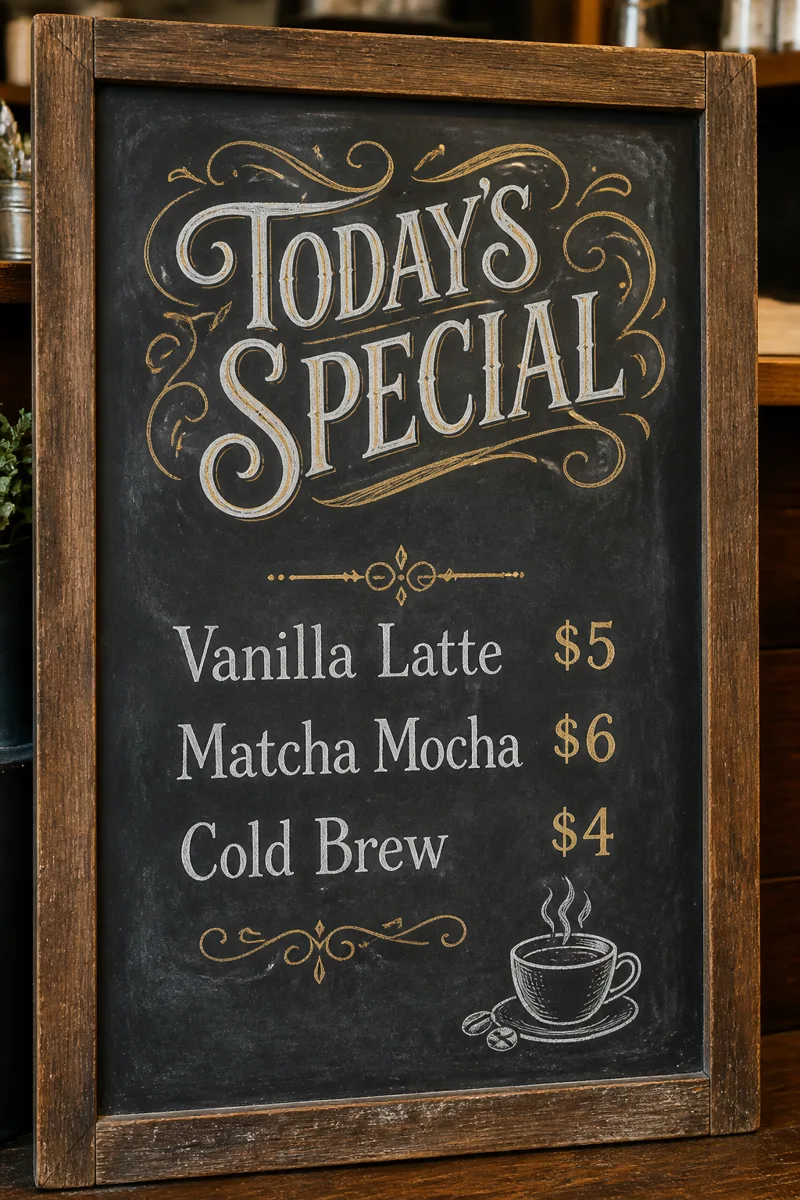 TODAY'S
SPECIAL
Vanilla Latte $5
Matcha Mocha $6
Cold Brew $4